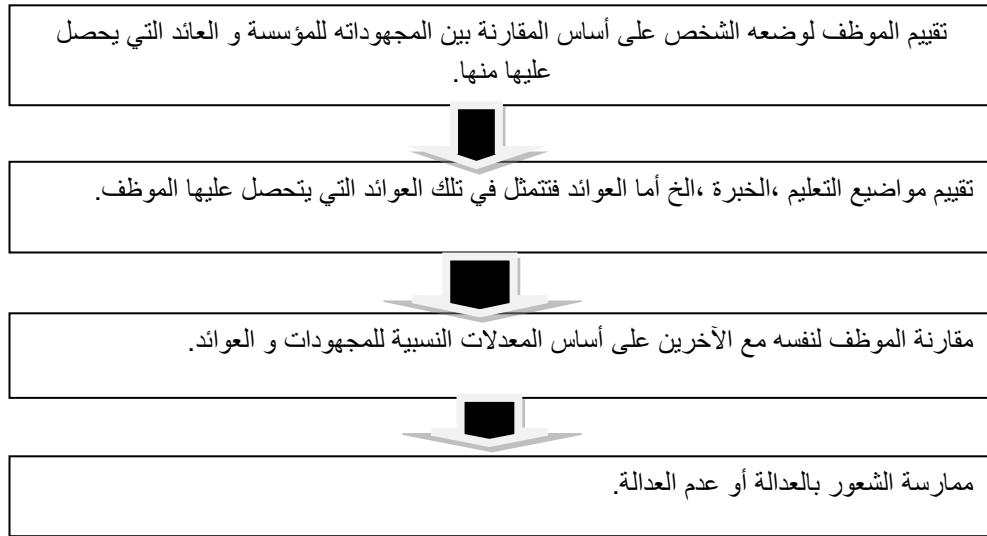 تقييم الموظف لوضعه الشخص على أساس المقارنة بين المجهوداته للمؤسسة و العائد التي يحصل
عليها منها.
تقييم مواضيع التعليم ،الخبرة ،الخ أما العوائد فتتمثل في تلك العوائد التي يتحصل عليها الموظف.
مقارنة الموظف لنفسه مع الآخرين على أساس المعدلات النسبية للمجهودات و العوائد.
ممارسة الشعور بالعدالة أو عدم العدالة.